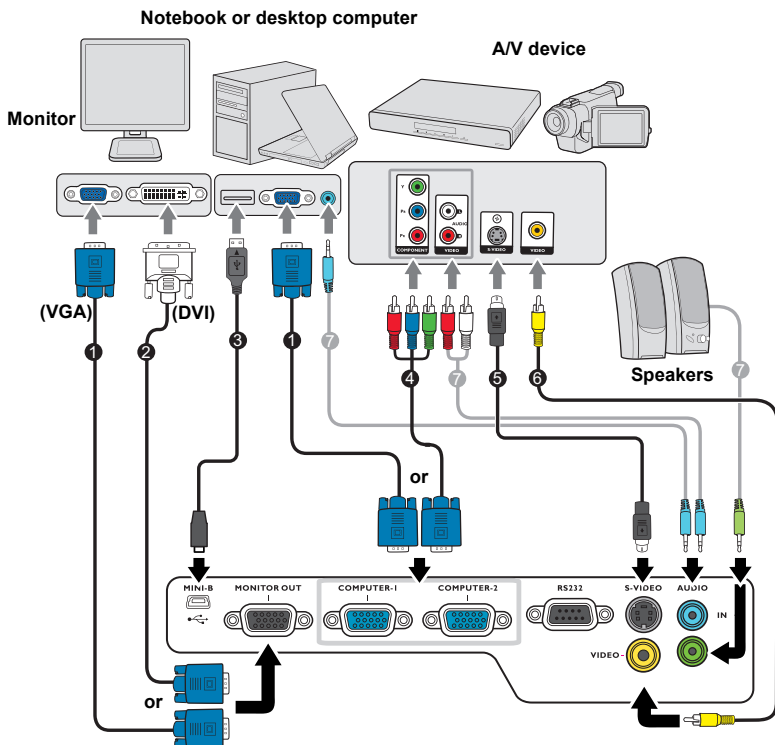 Notebook or desktop computer
A/V device
Monitor
Y
PB
PR
COMPONENT
AUDIO
VIDEO
S-VIDEO
VIDEO
(VGA)
(DVI)
Speakers
1
2
3
1
7
4
7
5
6
7
or
MINI-B
MONITOR OUT
COMPUTER-1
COMPUTER-2
RS232
S-VIDEO
AUDIO
IN
VIDEO
or